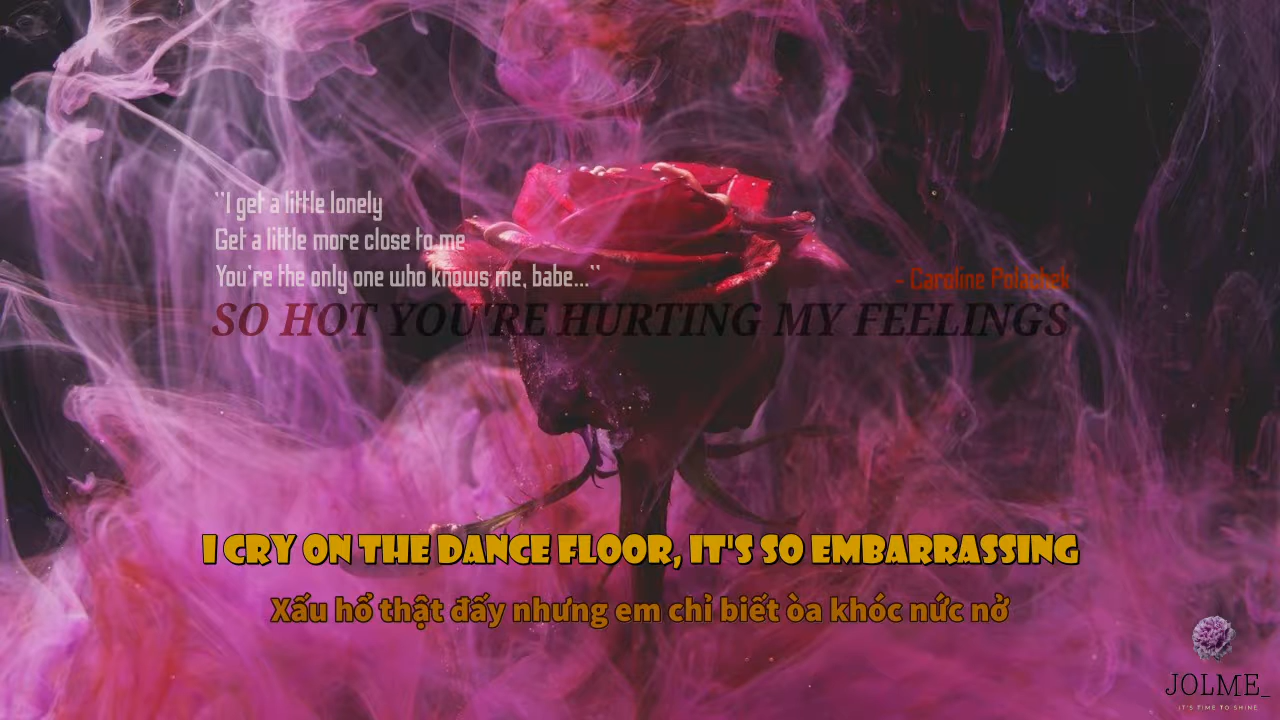 "I get a little lonely
Get a little more close to me
You're the only one who knows me, babe..."
- Caroline Polachek
SO HOT YOU'RE HURTING MY FEELINGS
I CRY ON THE DANCE FLOOR, IT'S SO EMBARRASSING
Xấu hổ thật đấy nhưng em chỉ biết òa khóc nức nở
JOLME_
IT'S TIME TO SHINE